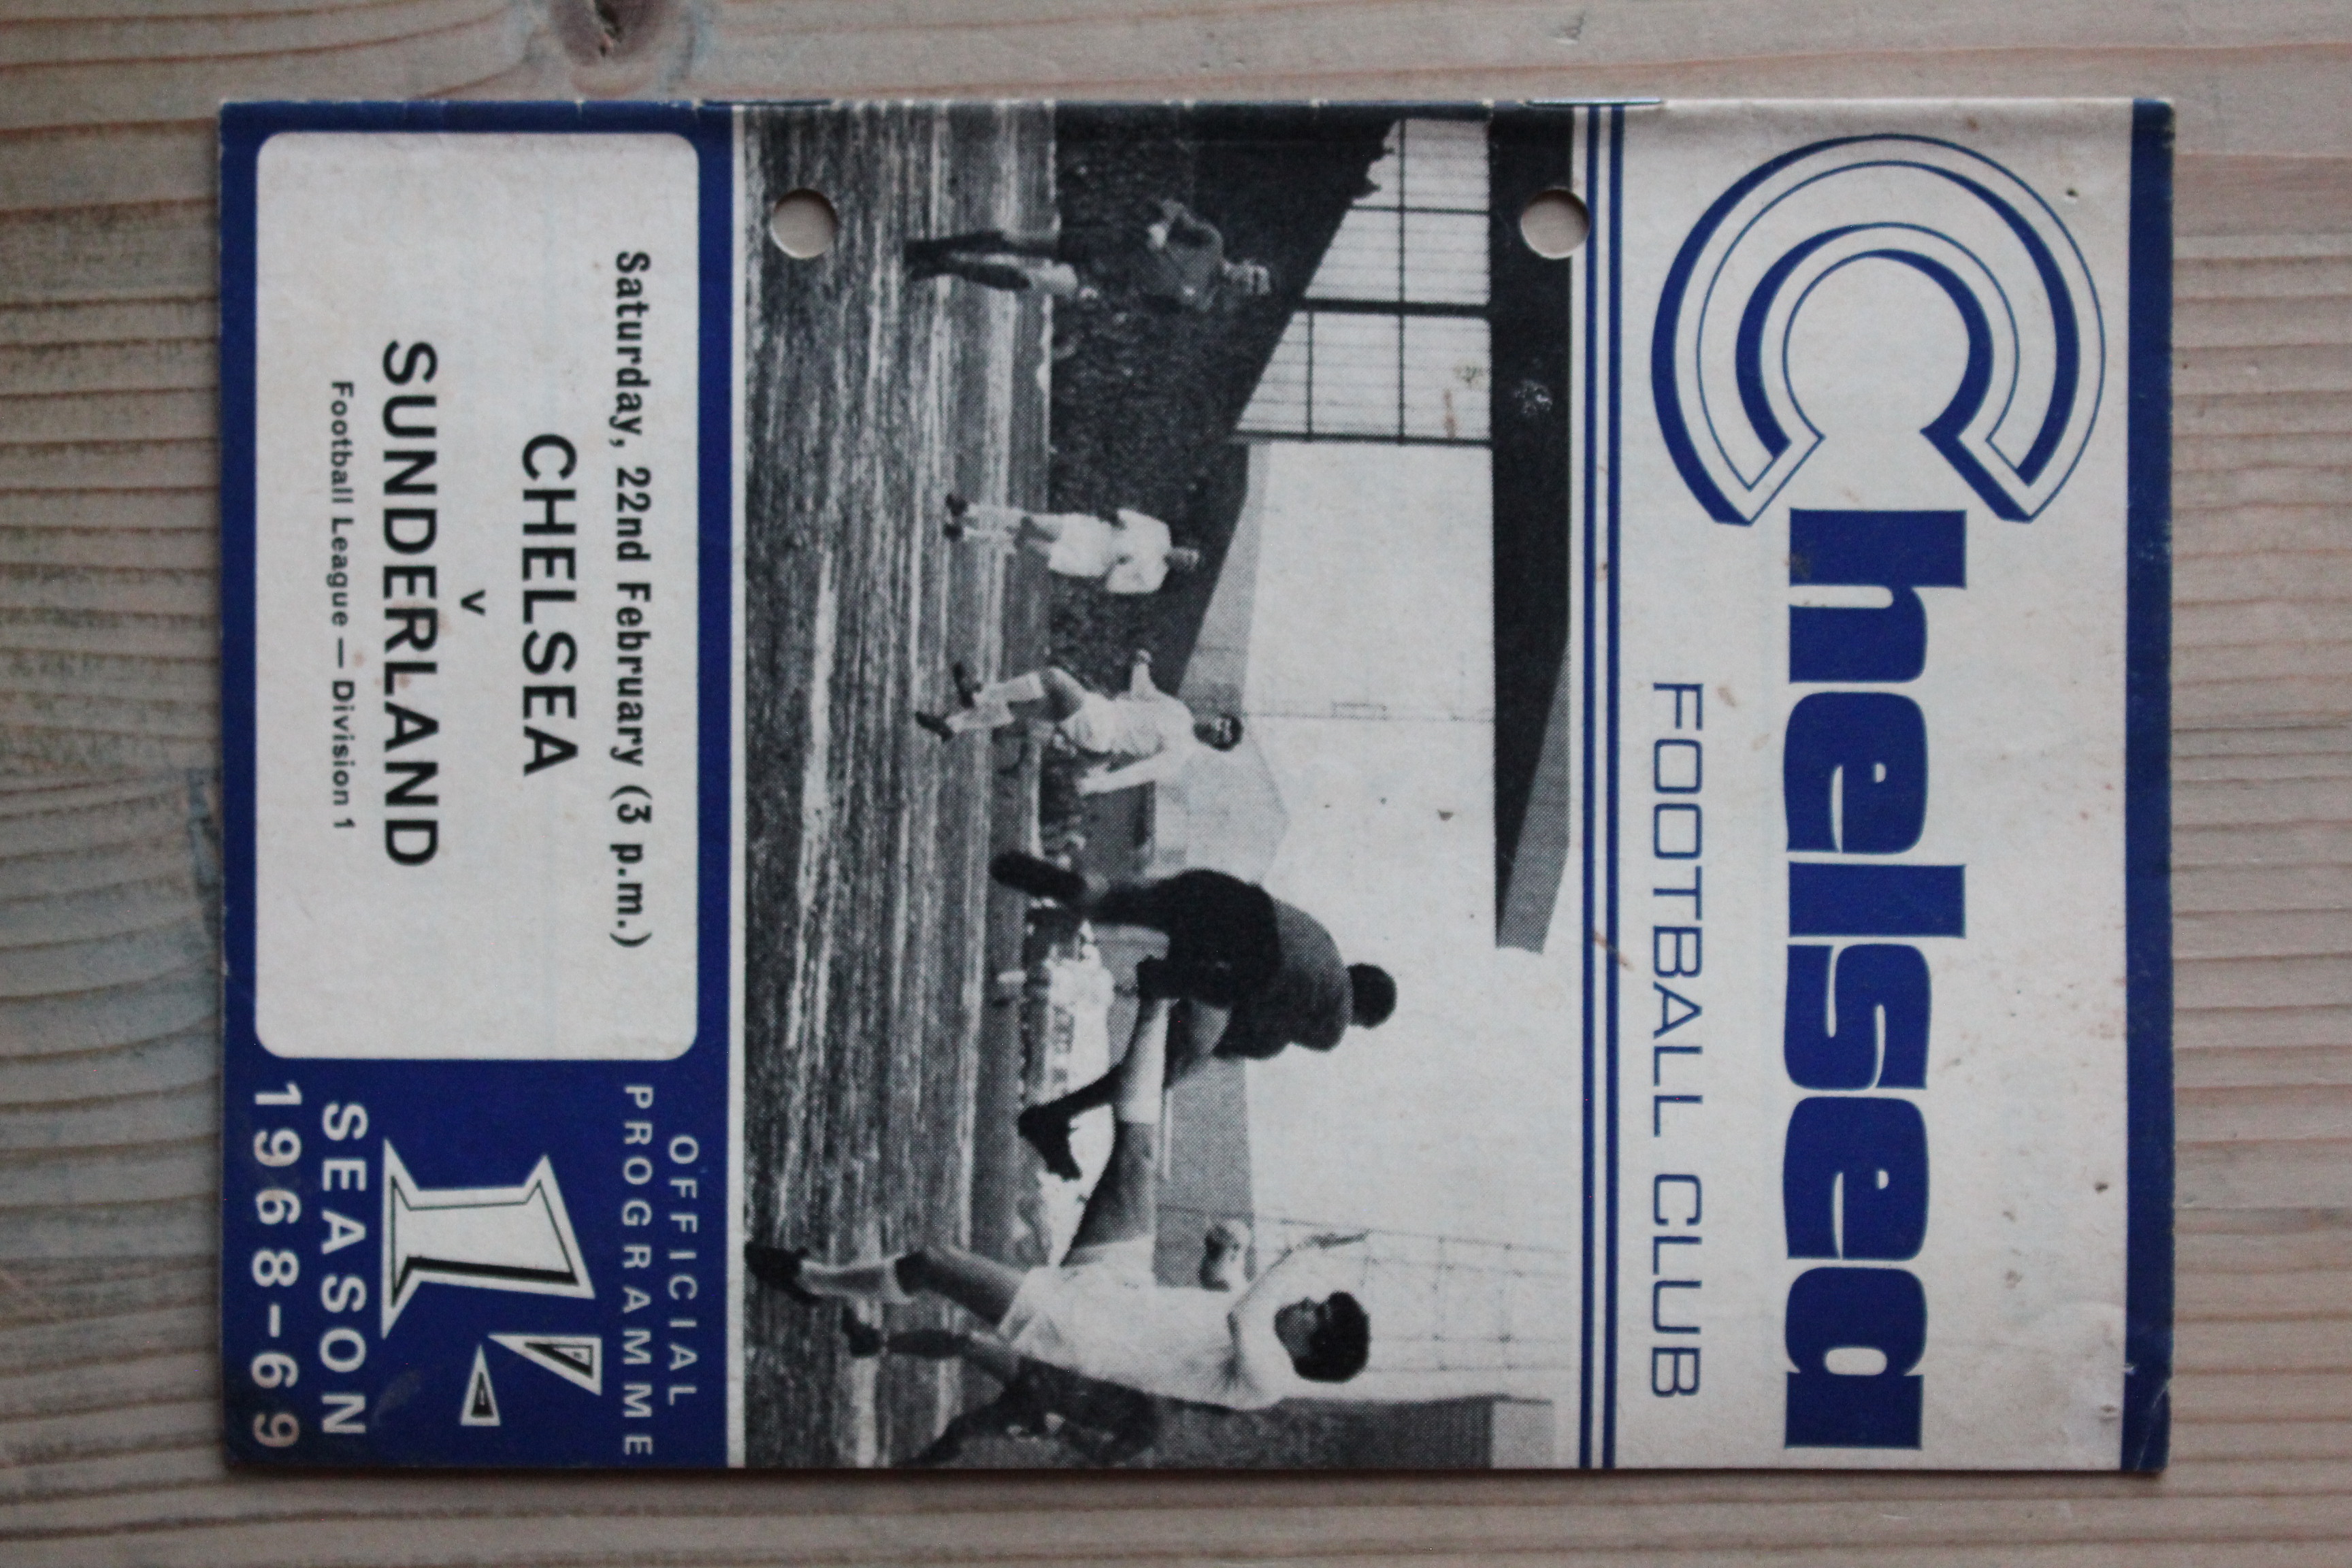 Chelsea
FOOTBALL CLUB
Saturday, 22nd February (3 p.m.)
CHELSEA
v
SUNDERLAND
Football League — Division 1
OFFICIAL
PROGRAMME
1/-
SEASON
1968-69